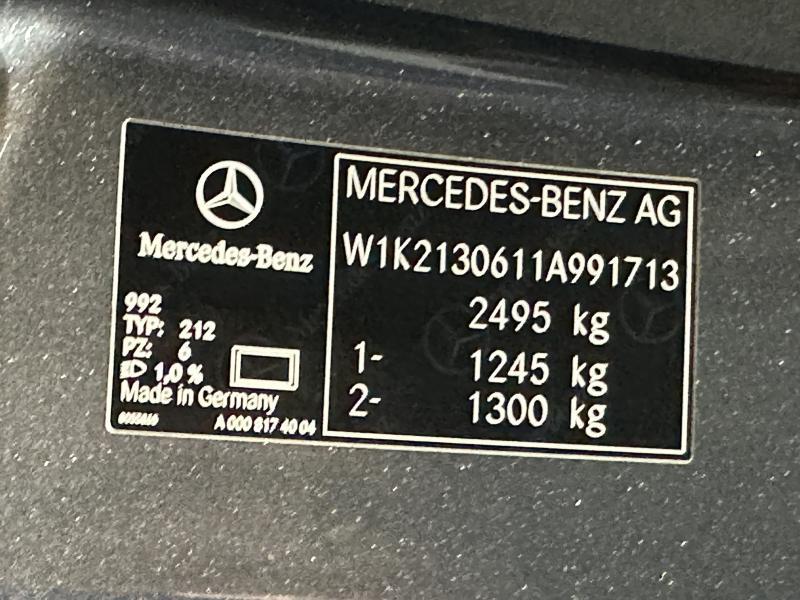 Mercedes-Benz
992
TYP: 212
PZ: 6
1,0 %
Made in Germany
A 000 817 40 04
MERCEDES-BENZ AG
W1K2130611A991713
2495 kg
1- 1245 kg
2- 1300 kg